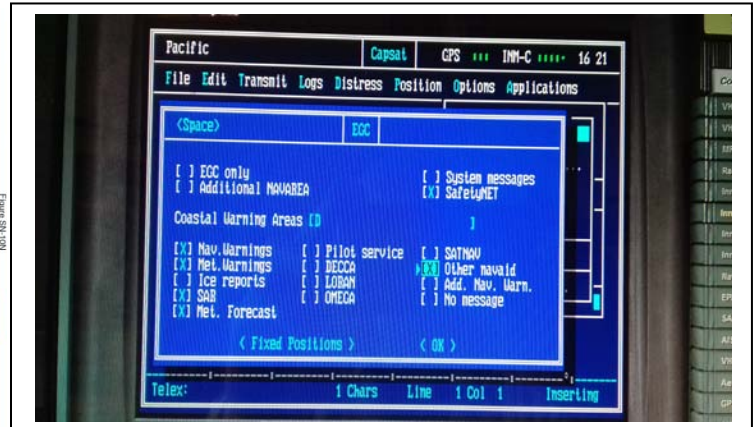 Pacific Capsat GPS INM-C 16 21
File Edit Transmit Logs Distress Position Options Applications
<Space> EGC
[ ] EGC only [ ] System messages
[ ] Additional NAVAREA [X] SafetyNET
Coastal Warning Areas [D ]
[X] Nav.Warnings [ ] Pilot service [ ] SATNAV
[X] Met.Warnings [ ] DECCA [X] Other navaid
[ ] Ice reports [ ] LORAN [ ] Add. Nav. Warn.
[X] SAR [ ] OMEGA [ ] No message
[X] Met. Forecast
< Fixed Positions > < OK >
Telex: 1 Chars Line 1 Col 1 Inserting
Figure SN-10N